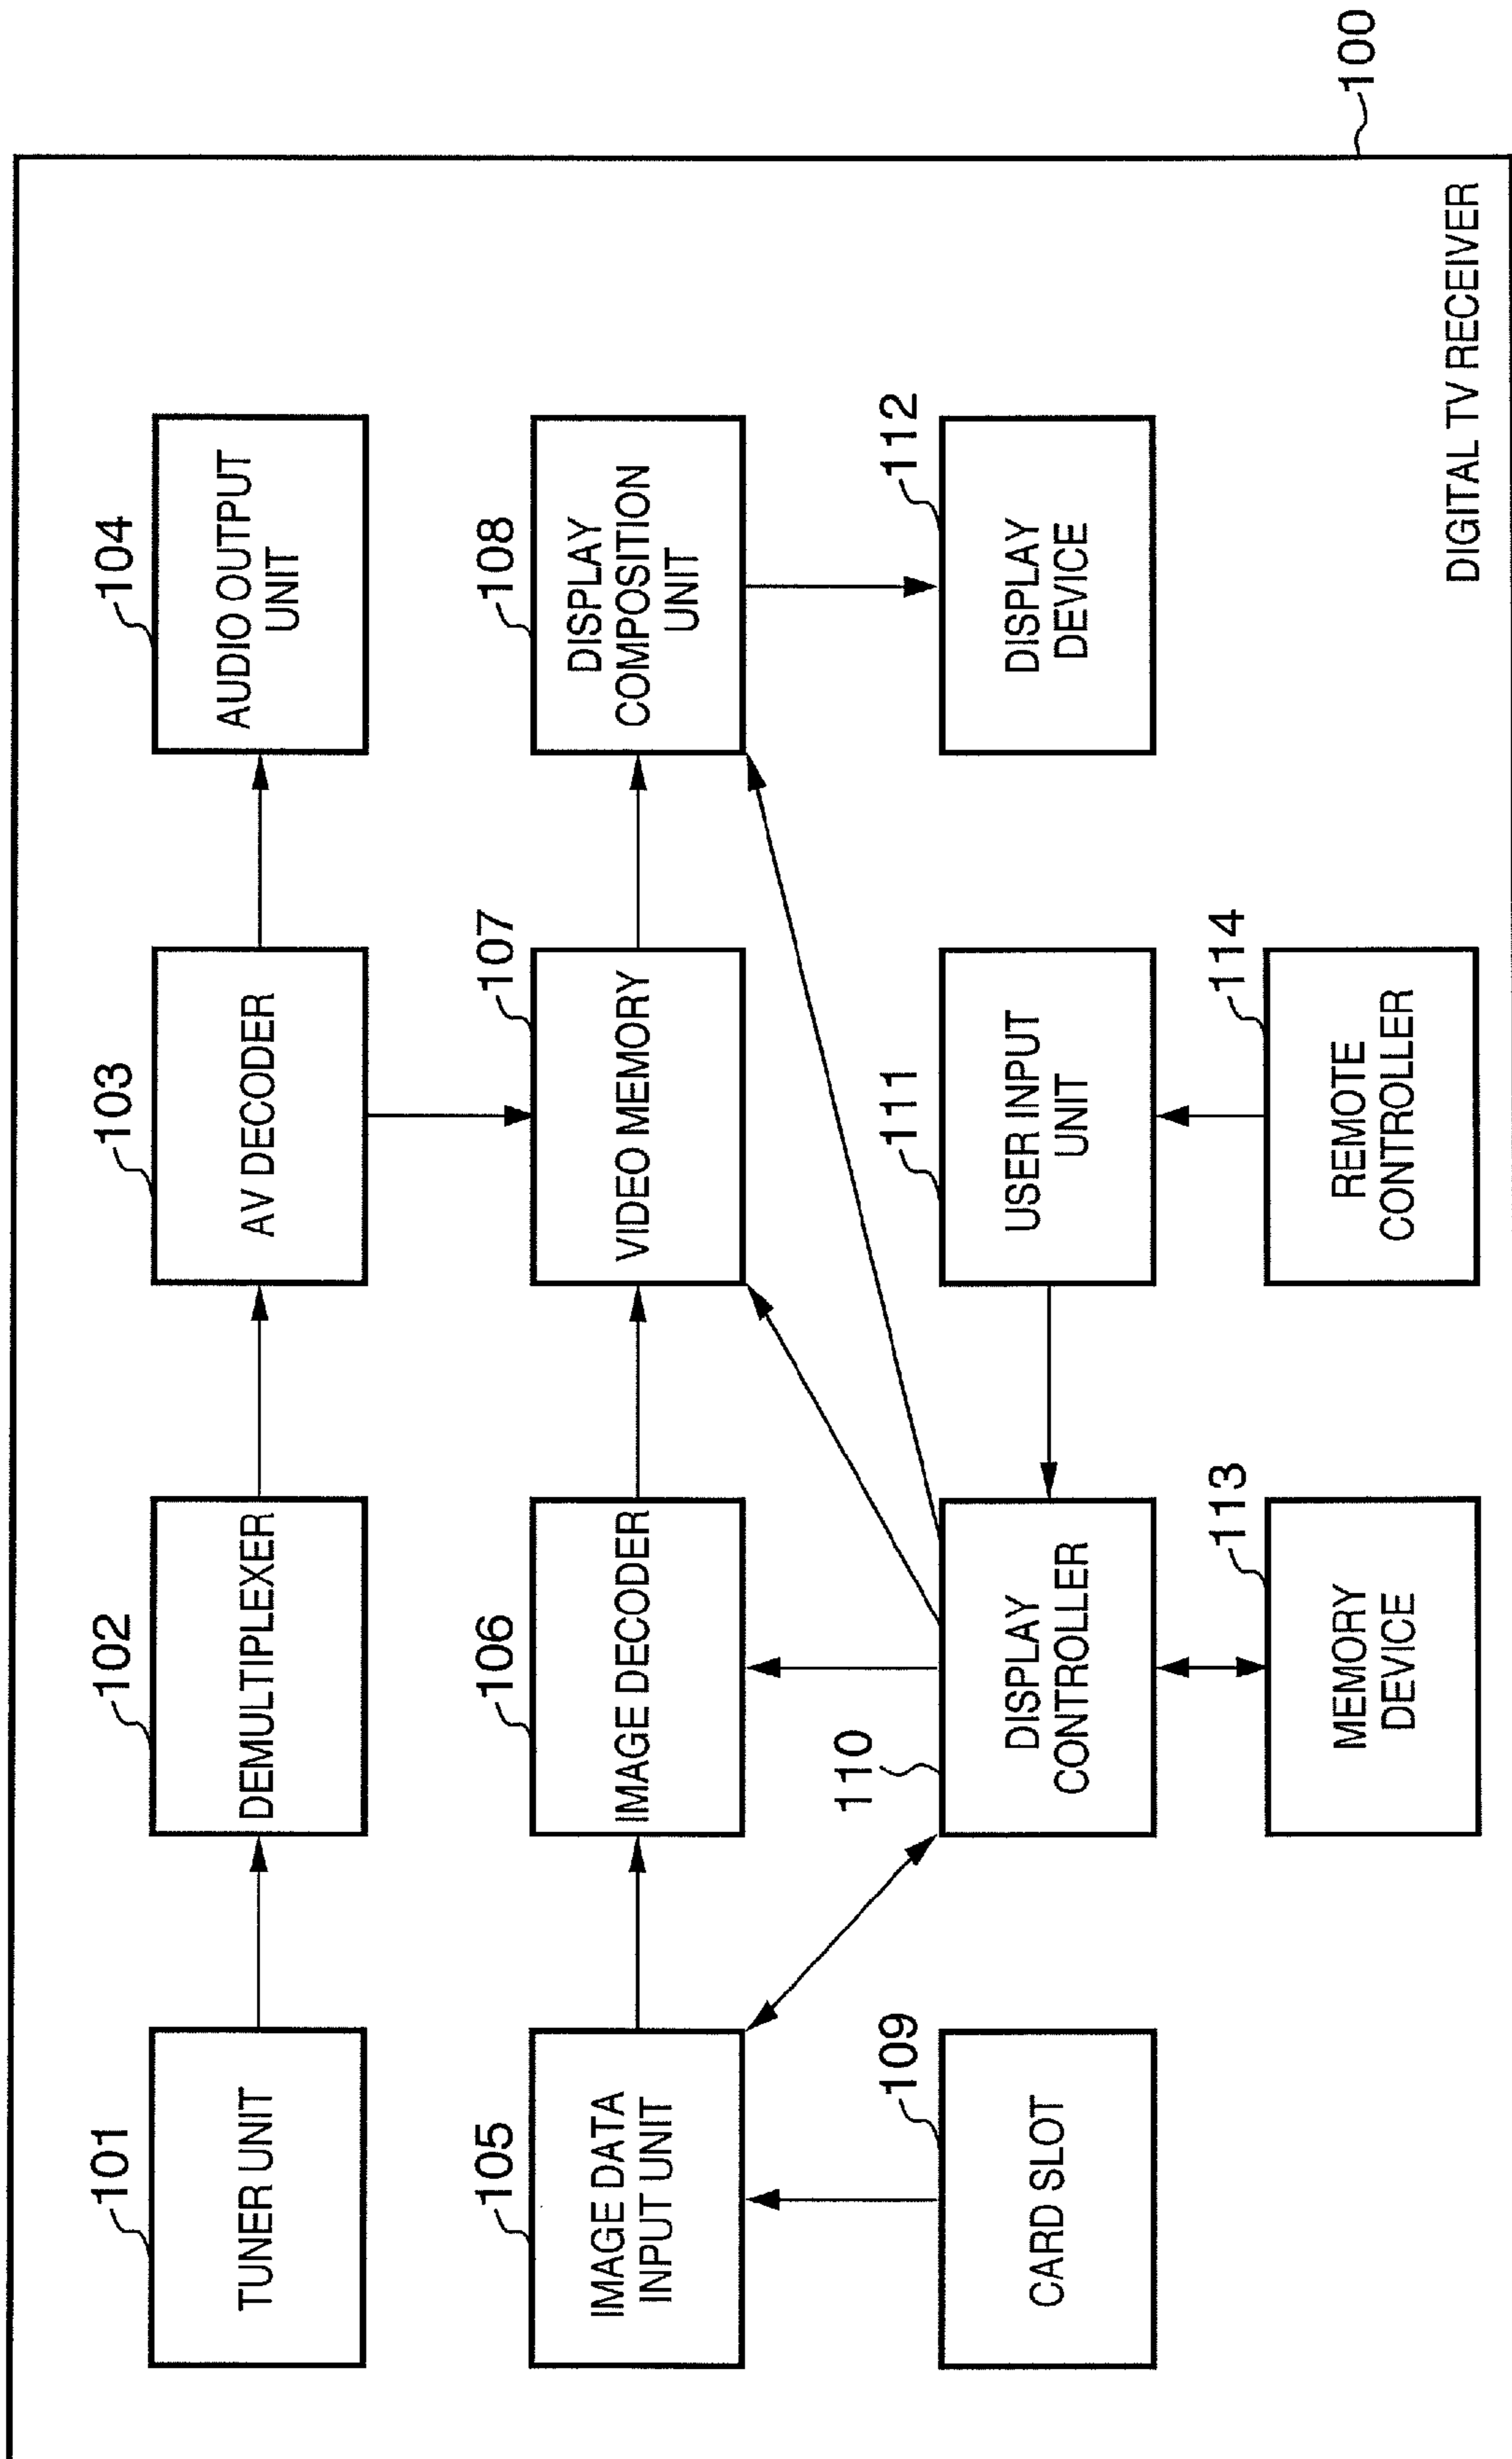 101
TUNER UNIT
102
DEMULTIPLEXER
103
AV DECODER
104
AUDIO OUTPUT
UNIT
105
IMAGE DATA
INPUT UNIT
106
IMAGE DECODER
107
VIDEO MEMORY
108
DISPLAY
COMPOSITION
UNIT
109
CARD SLOT
110
DISPLAY
CONTROLLER
111
USER INPUT
UNIT
112
DISPLAY
DEVICE
113
MEMORY
DEVICE
114
REMOTE
CONTROLLER
DIGITAL TV RECEIVER
100